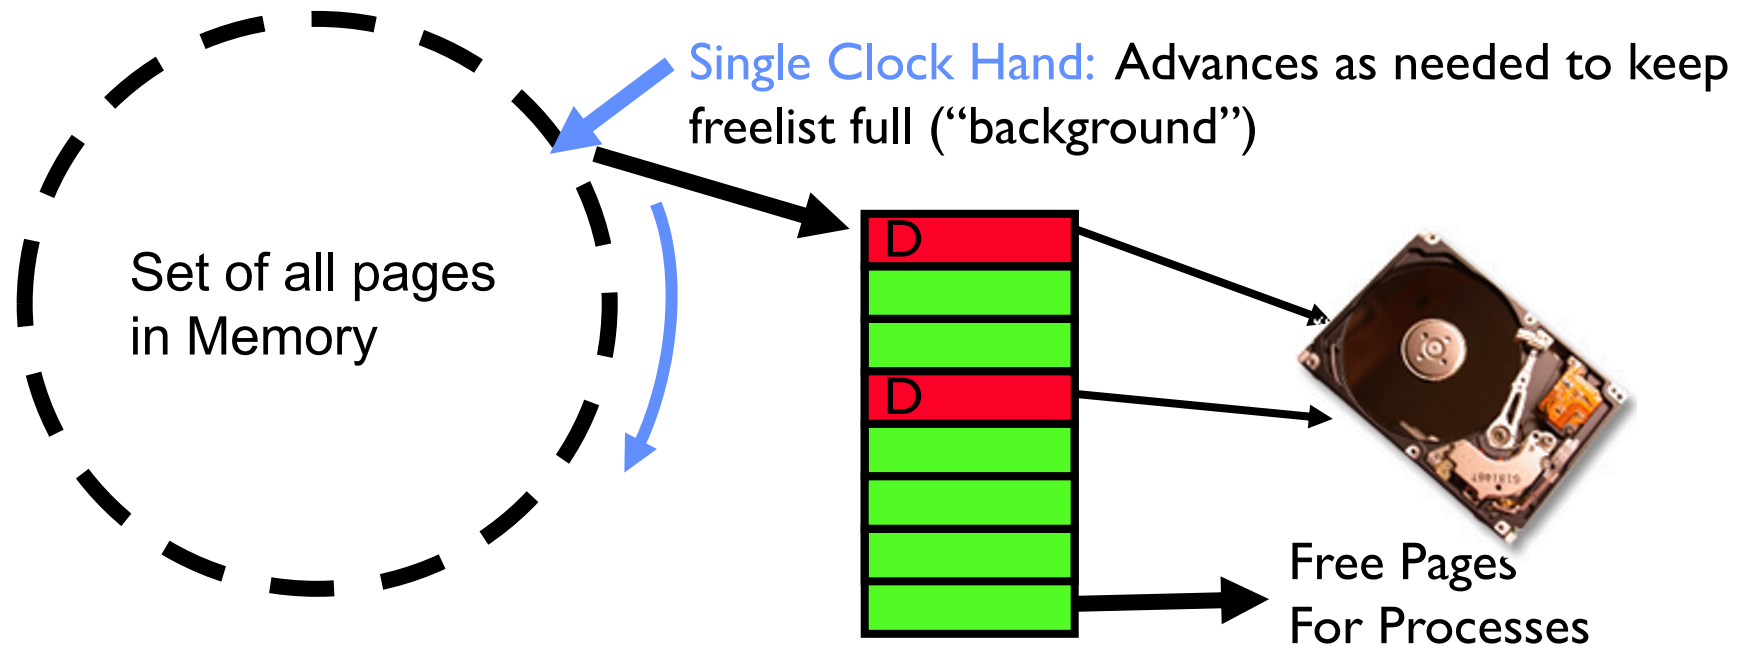 Single Clock Hand: Advances as needed to keep
freelist full (“background”)
Set of all pages
in Memory
D
D
Free Pages
For Processes